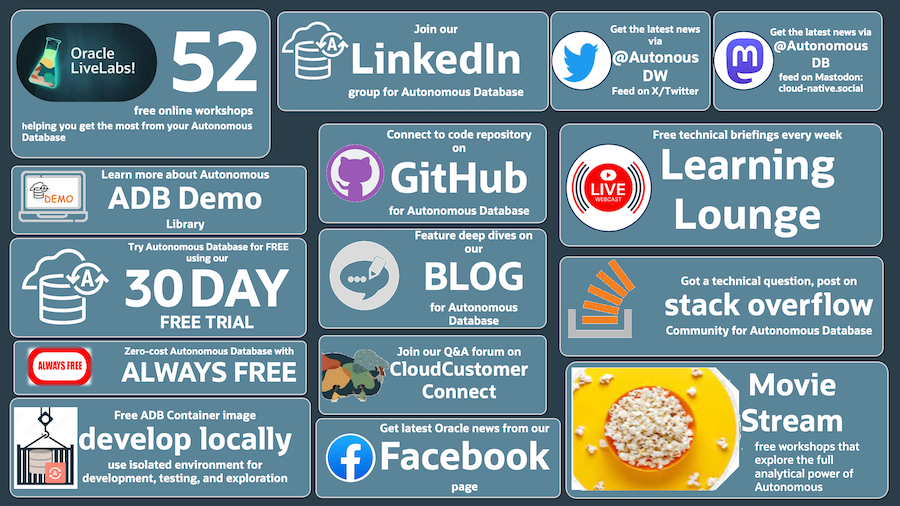 Oracle
LiveLabs!
52
free online workshops
helping you get the most from your Autonomous
Database
Join our
LinkedIn
group for Autonomous Database
A
Get the latest news
via
@Autonous
DW
Feed on X/Twitter
Get the latest news via
@Autonomous
DB
feed on Mastodon:
cloud-native.social
Learn more about Autonomous
ADB Demo
Library
DEMO
Connect to code repository
on
GitHub
for Autonomous Database
Free technical briefings every week
Learning
Lounge
LIVE
WEBCAST
Try Autonomous Database for FREE
using our
30 DAY
FREE TRIAL
A
Feature deep dives on
our
BLOG
for Autonomous
Database
Got a technical question, post on
stack overflow
Community for Autonomous Database
ALWAYS FREE
Zero-cost Autonomous Database with
ALWAYS FREE
Join our Q&A forum on
CloudCustomer
Connect
Free ADB Container image
develop locally
use isolated environment for
development, testing, and exploration
Get latest Oracle news from our
Facebook
page
Movie
Stream
free workshops that
explore the full
analytical power of
Autonomous